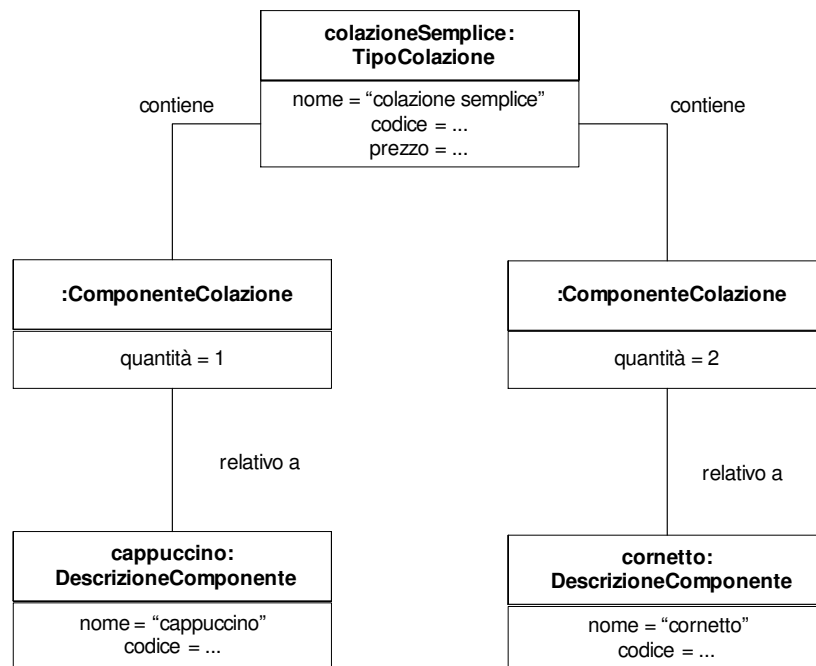 colazioneSemplice:
TipoColazione
nome = “colazione semplice”
codice = ...
prezzo = ...
contiene
contiene
:ComponenteColazione
quantità = 1
:ComponenteColazione
quantità = 2
relativo a
relativo a
cappuccino:
DescrizioneComponente
nome = “cappuccino”
codice = ...
cornetto:
DescrizioneComponente
nome = “cornetto”
codice = ...